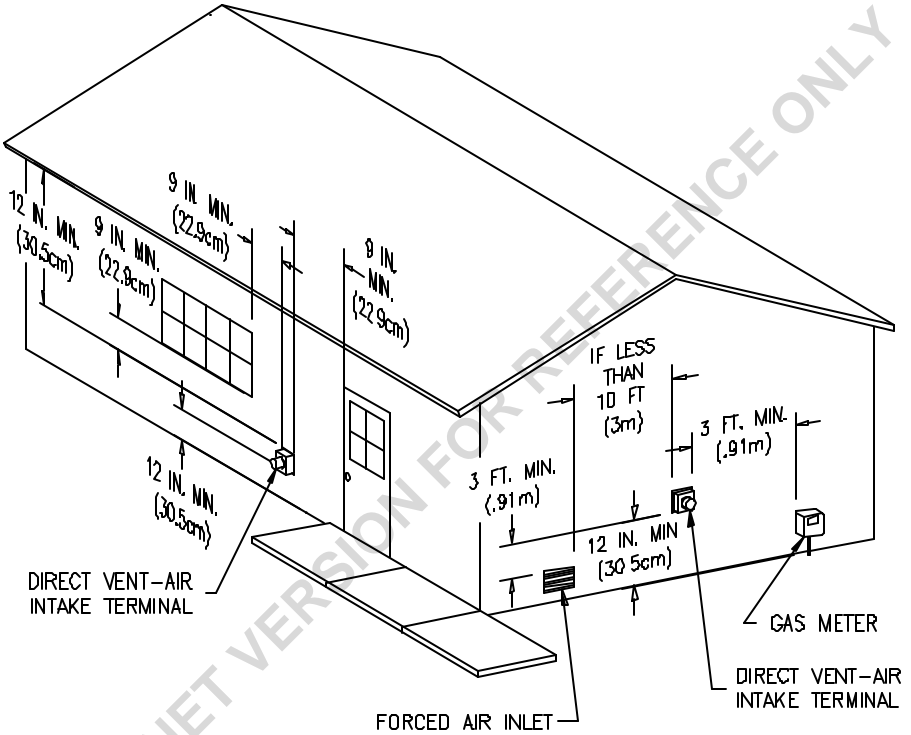 9 IN. MIN.
(22.9cm)
12 IN. MIN.
(30.5cm)
9 IN. MIN.
(22.9cm)
9 IN.
MIN.
(22.9cm)
IF LESS
THAN
10 FT
(3m)
3 FT. MIN.
(.91m)
3 FT. MIN.
(.91m)
12 IN. MIN
(30.5cm)
12 IN. MIN.
(30.5cm)
DIRECT VENT-AIR
INTAKE TERMINAL
GAS METER
DIRECT VENT-AIR
INTAKE TERMINAL
FORCED AIR INLET
VERSION FOR REFERENCE ONLY